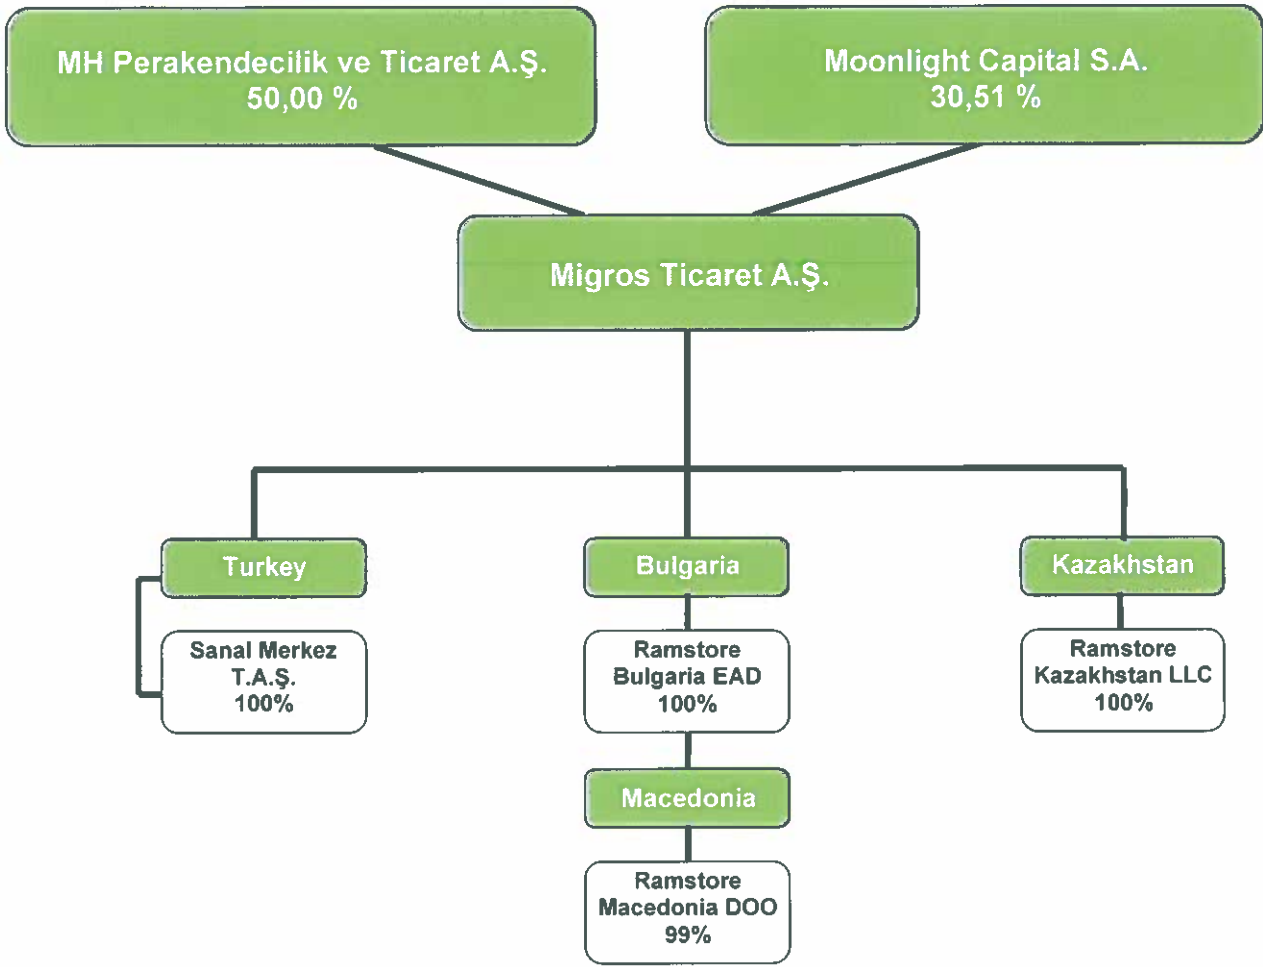 MH Perakendecilik ve Ticaret A.Ş.
50,00 %
Moonlight Capital S.A.
30,51 %
Migros Ticaret A.Ş.
Turkey
Bulgaria
Kazakhstan
Sanal Merkez
T.A.Ş.
100%
Ramstore
Bulgaria EAD
100%
Ramstore
Kazakhstan LLC
100%
Macedonia
Ramstore
Macedonia DOO
99%